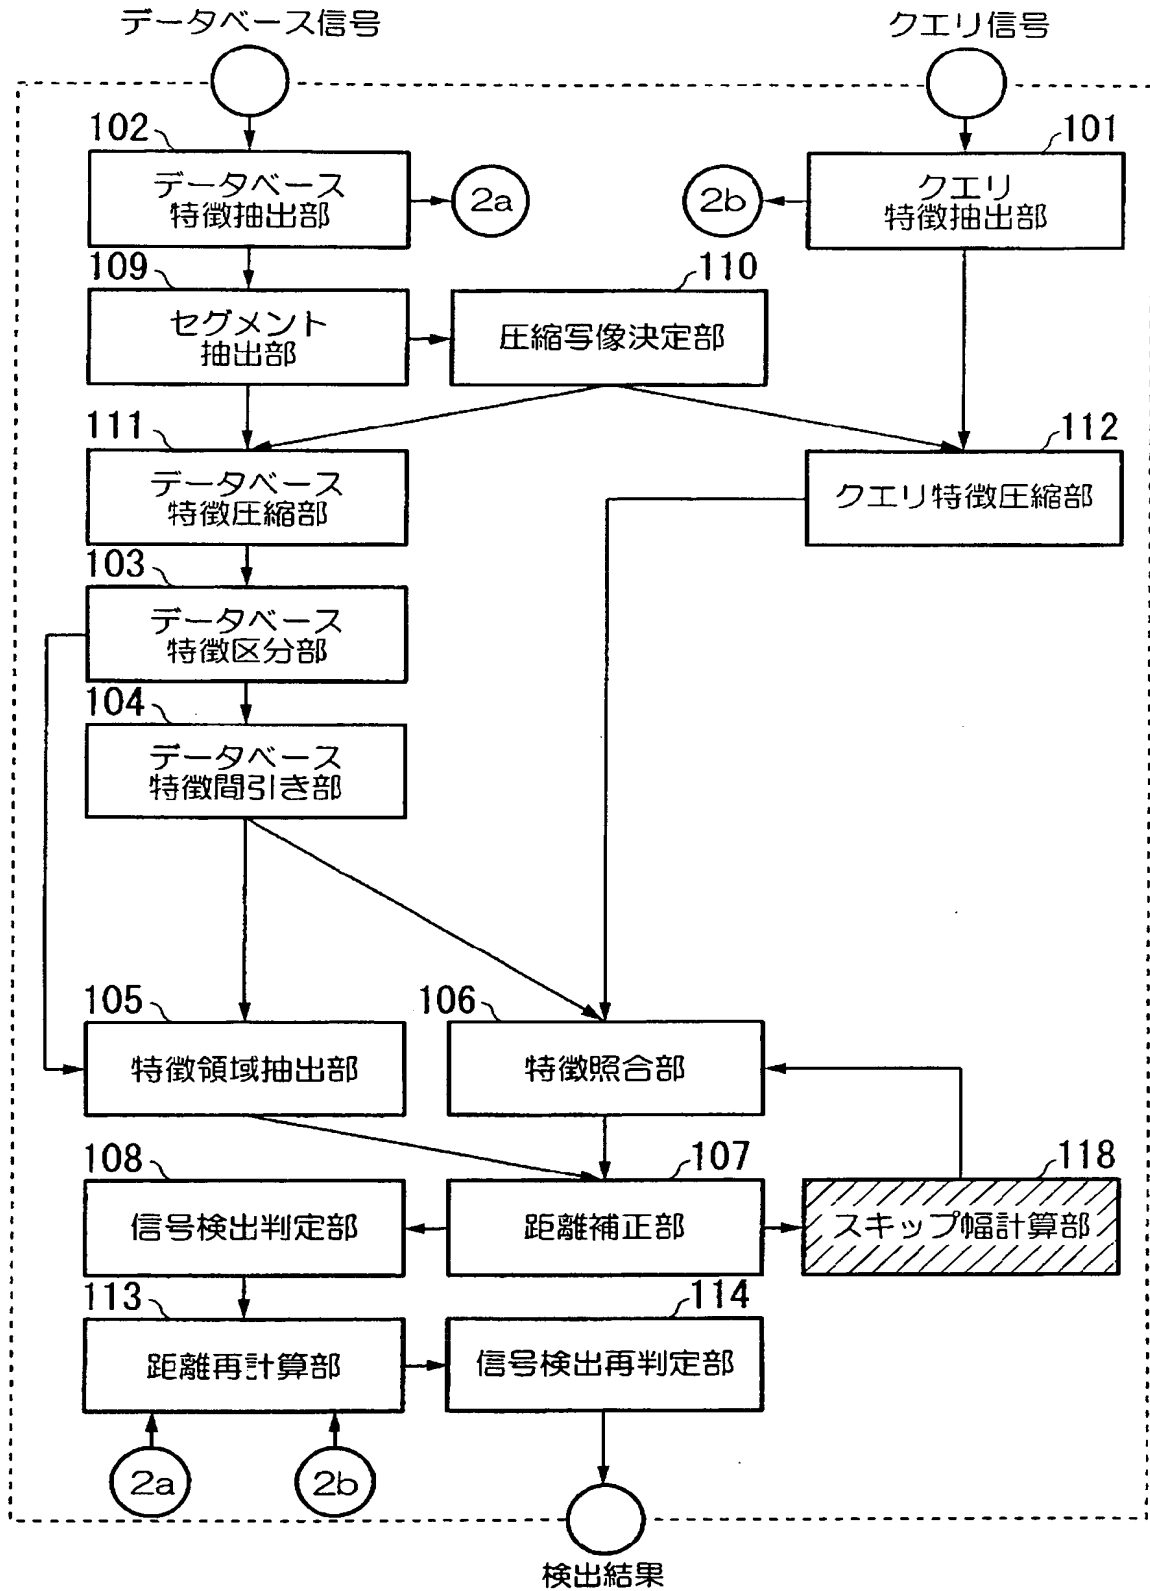 データベース信号
クエリ信号
102
101
データベース
特徴抽出部
2a
2b
クエリ
特徴抽出部
109
110
セグメント
抽出部
圧縮写像決定部
111
112
データベース
特徴圧縮部
クエリ特徴圧縮部
103
データベース
特徴区分部
104
データベース
特徴間引き部
105
106
特徴領域抽出部
特徴照合部
108
107
118
信号検出判定部
距離補正部
スキップ幅計算部
113
114
距離再計算部
信号検出再判定部
2a
2b
検出結果